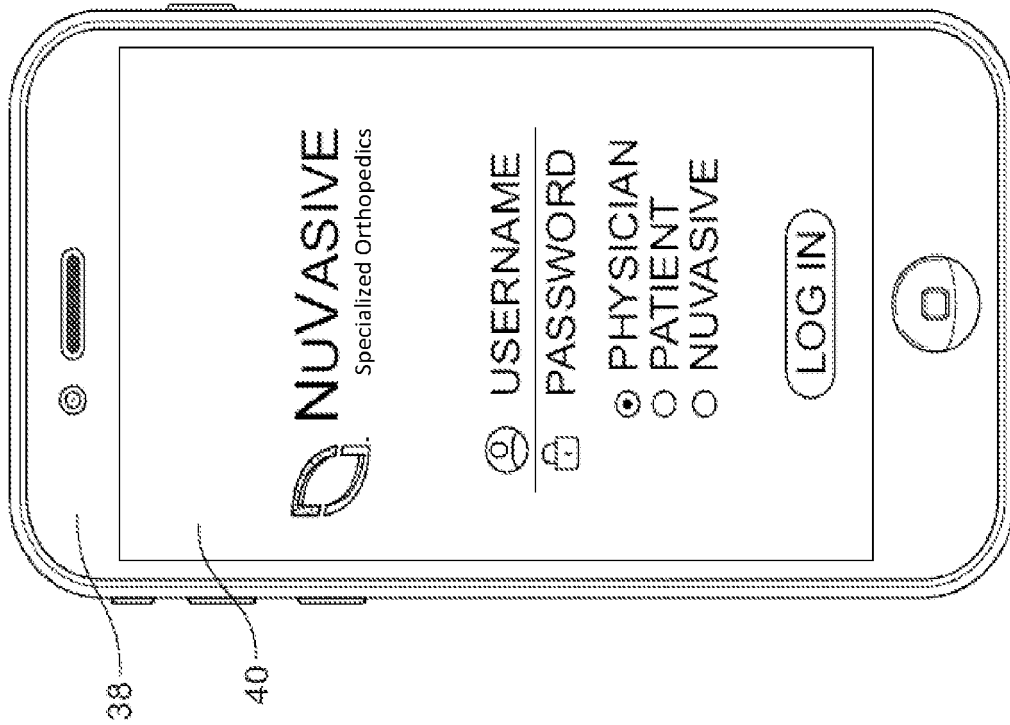 NUVASIVE
Specialized Orthopedics
USERNAME
PASSWORD
PHYSICIAN
PATIENT
NUVASIVE
LOG IN
38
40